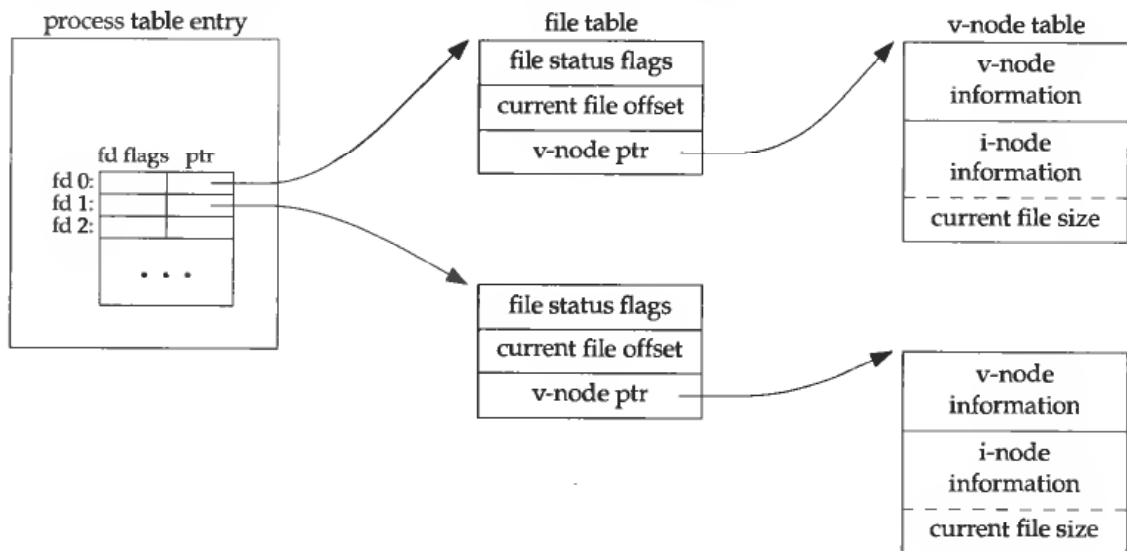 process table entry
fd flags ptr
fd 0:
fd 1:
fd 2:
. . .
file table
file status flags
current file offset
v-node ptr
file status flags
current file offset
v-node ptr
v-node table
v-node
information
i-node
information
current file size
v-node
information
i-node
information
current file size